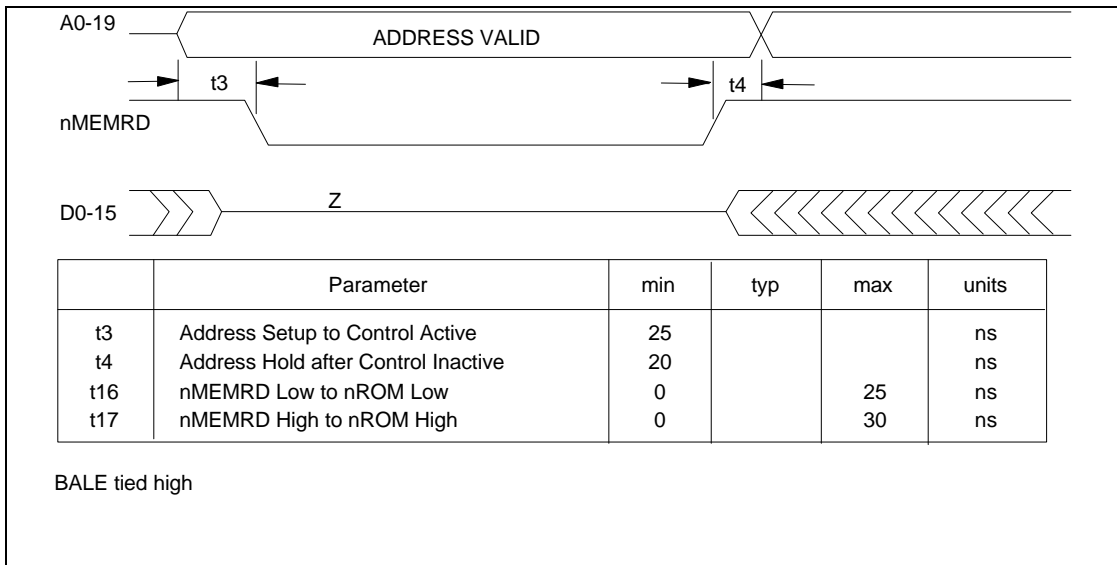 A0-19
ADDRESS VALID
t3
t4
nMEMRD
Z
D0-15
Parameter min typ max units
t3 Address Setup to Control Active 25 ns
t4 Address Hold after Control Inactive 20 ns
t16 nMEMRD Low to nROM Low 0 25 ns
t17 nMEMRD High to nROM High 0 30 ns
BALE tied high